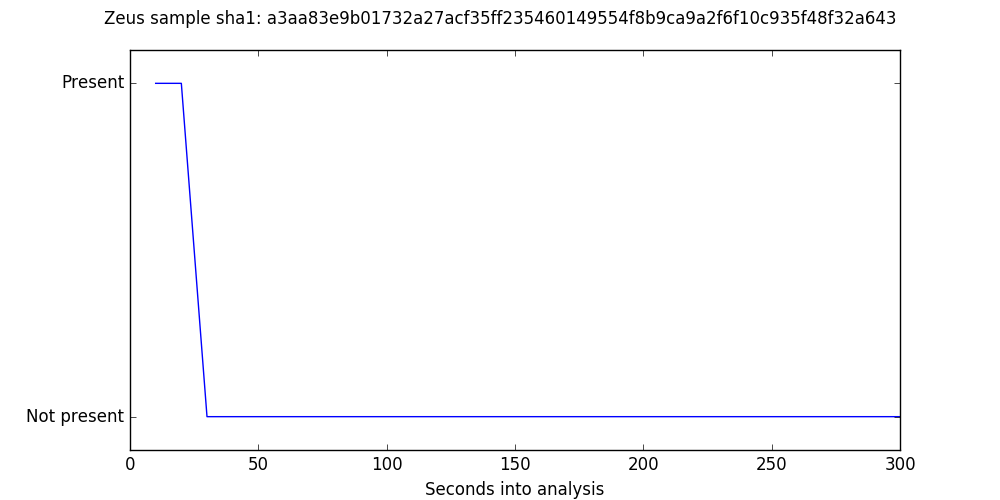 Zeus sample sha1: a3aa83e9b01732a27acf35ff235460149554f8b9ca9a2f6f10c935f48f32a643
Present
Not present
0 50 100 150 200 250 300
Seconds into analysis